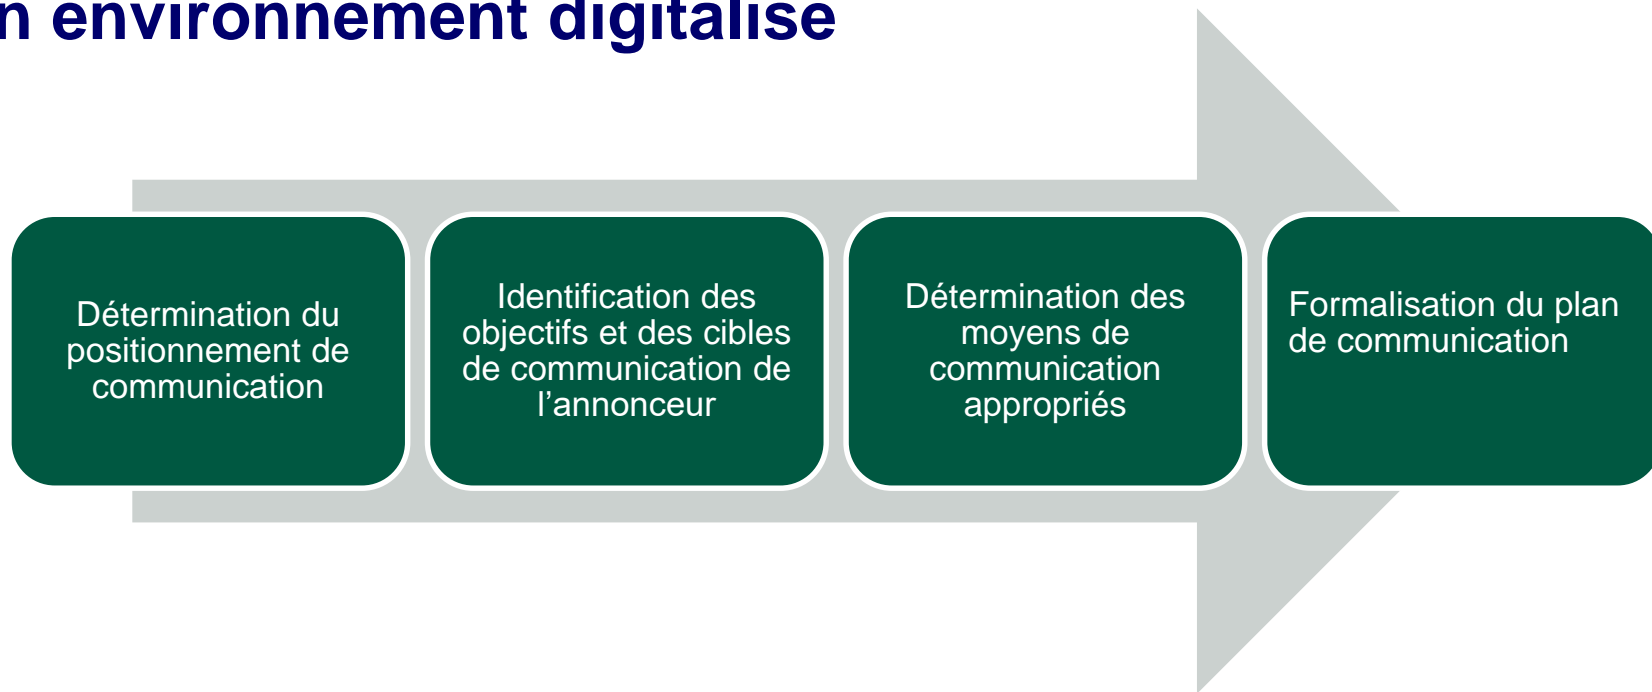 n environnement digitalisé
Détermination du
positionnement de
communication
Identification des
objectifs et des cibles
de communication de
l'annonceur
Détermination des
moyens de
communication
appropriés
Formalisation du plan
de communication